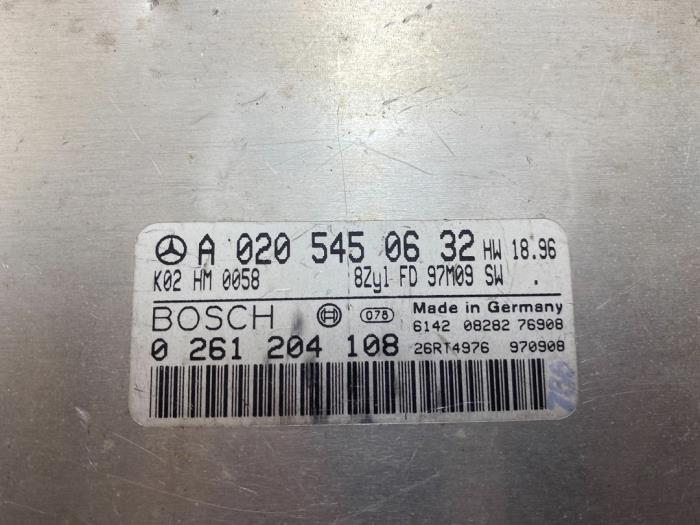 A 020 545 06 32 HW 18.96
K02 HM 0058 8Zyl FD 97M09 SW .
BOSCH 078 Made in Germany
6142 08282 76908
0 261 204 108 26RT4976 970908